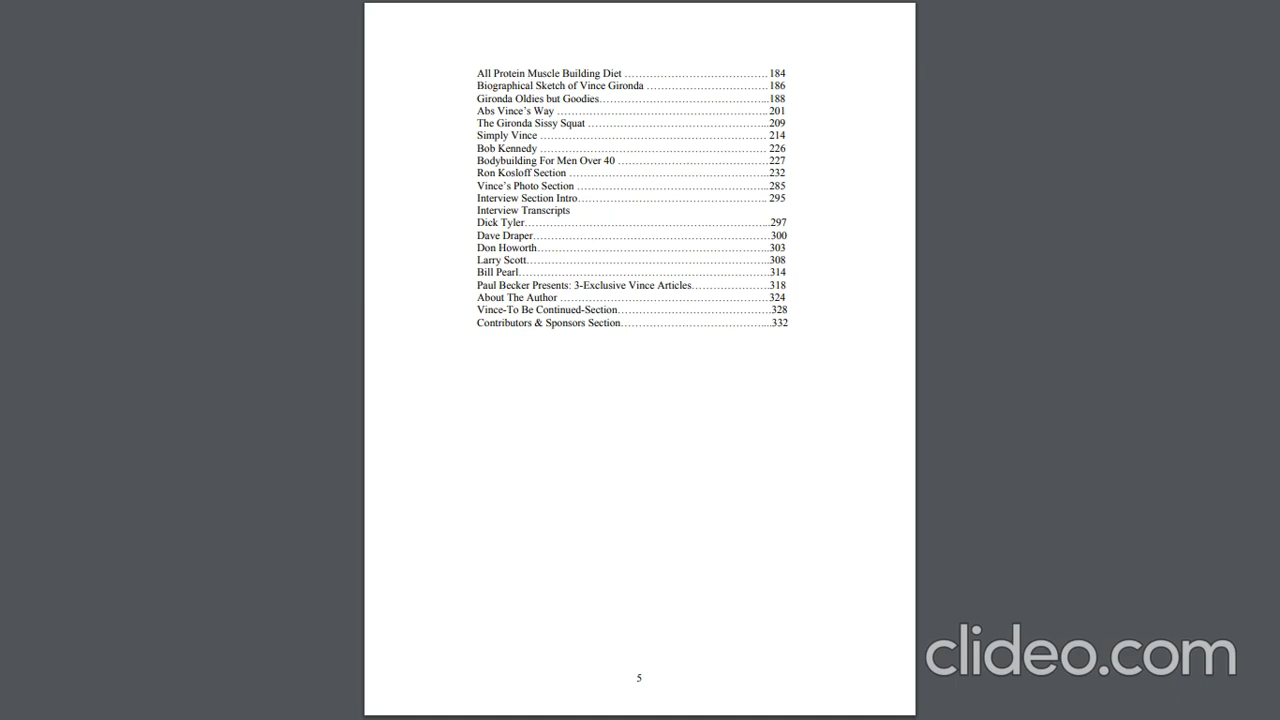 All Protein Muscle Building Diet ………………………………… 184
Biographical Sketch of Vince Gironda …………………………… 186
Gironda Oldies but Goodies………………………………………... 188
Abs Vince's Way ………………………………………………….. 201
The Gironda Sissy Squat …………………………………………... 209
Simply Vince ……………………………………………………… 214
Bob Kennedy ……………………………………………………… 226
Bodybuilding For Men Over 40 ……………………………………227
Ron Kosloff Section ………………………………………………...232
Vince's Photo Section ……………………………………………...285
Interview Section Intro…………………………………………….. 295
Interview Transcripts
Dick Tyler…………………………………………………………...297
Dave Draper…………………………………………………………300
Don Howorth………………………………………………………...303
Larry Scott…………………………………………………………...308
Bill Pearl……………………………………………………………314
Paul Becker Presents: 3-Exclusive Vince Articles…………………318
About The Author …………………………………………………324
Vince-To Be Continued-Section……………………………………328
Contributors & Sponsors Section…………………………………....332
5
clideo.com